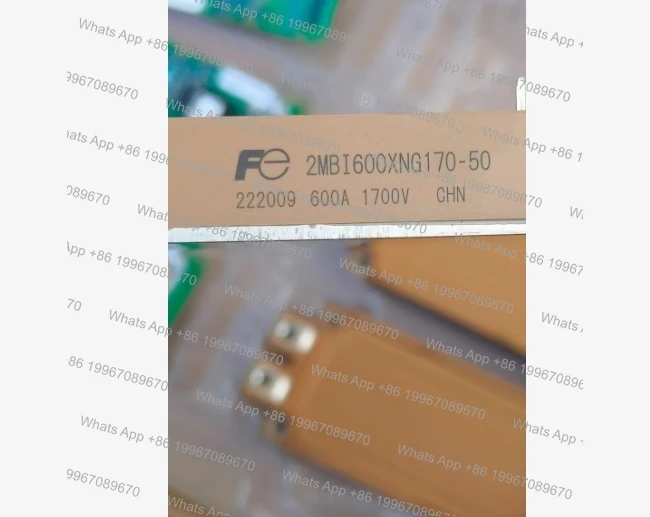 Fe 2MBI600XNG170-50
222009 600A 1700V CHN
Whats App +86 19967089670